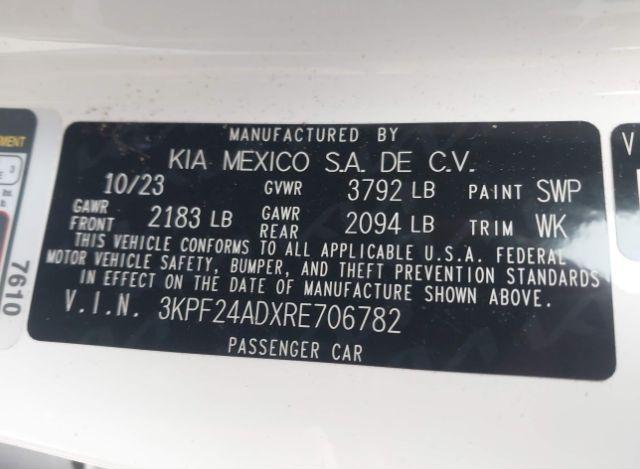 MANUFACTURED BY
KIA MEXICO S.A. DE C.V.
10/23 GVWR 3792 LB PAINT SWP
GAWR FRONT 2183 LB GAWR REAR 2094 LB TRIM WK
THIS VEHICLE CONFORMS TO ALL APPLICABLE U.S.A. FEDERAL
MOTOR VEHICLE SAFETY, BUMPER, AND THEFT PREVENTION STANDARDS
IN EFFECT ON THE DATE OF MANUFACTURE SHOWN ABOVE.
V.I.N. 3KPF24ADXRE706782
PASSENGER CAR
7610
3
V